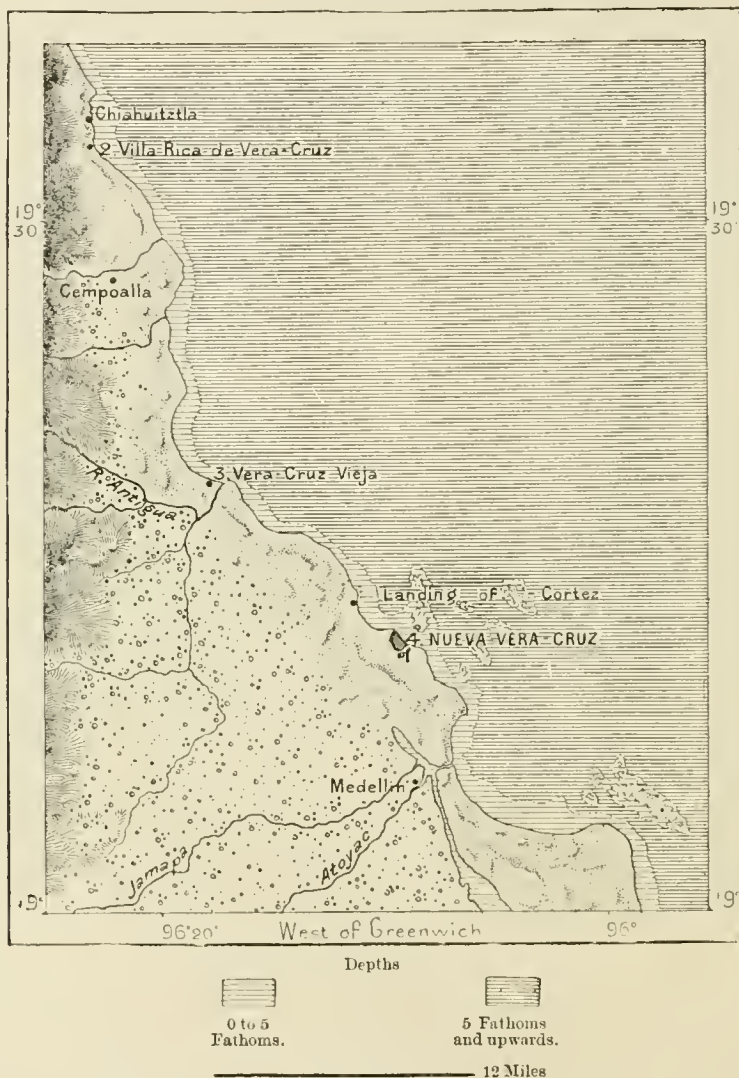 Chiahuitztla
2. Villa-Rica-de Vera-Cruz
19°
30'
19°
30'
Cempoalla
3. Vera-Cruz Vieja
R. Antigua
Landing of Cortez
4. NUEVA VERA-CRUZ
Medellin
Jamapa
Atoyac
19°
19°
96°20'
West of Greenwich
96°
Depths
0 to 5
Fathoms.
5 Fathoms
and upwards.
12 Miles